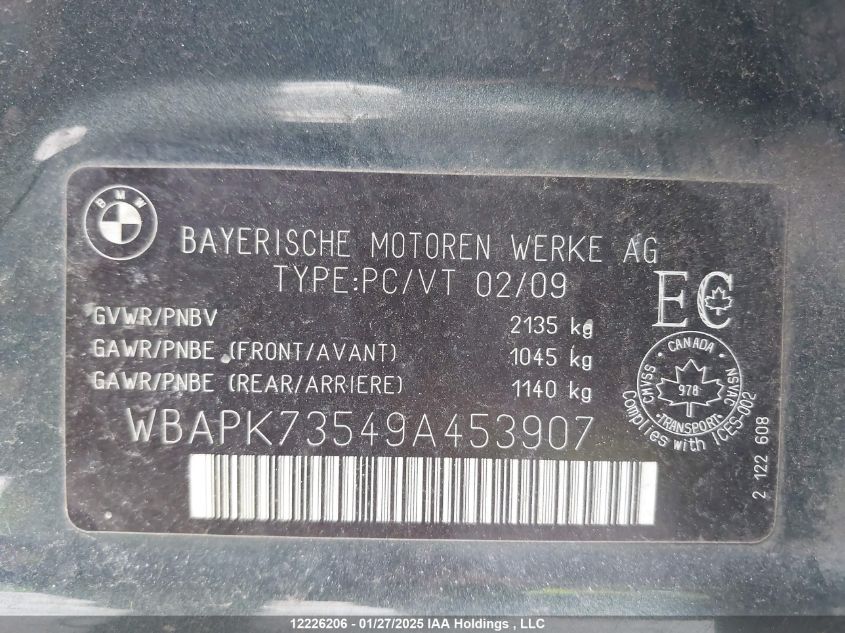 BMW
BAYERISCHE MOTOREN WERKE AG
TYPE:PC/VT 02/09
EC
GVWR/PNBV 2135 kg
GAWR/PNBE (FRONT/AVANT) 1045 kg
GAWR/PNBE (REAR/ARRIERE) 1140 kg
WBAPK73549A453907
CANADA
CMVSS
978
NSVAC
TRANSPORTS
Complies with ICES-002
2 122 608
12226206 - 01/27/2025 IAA Holdings , LLC